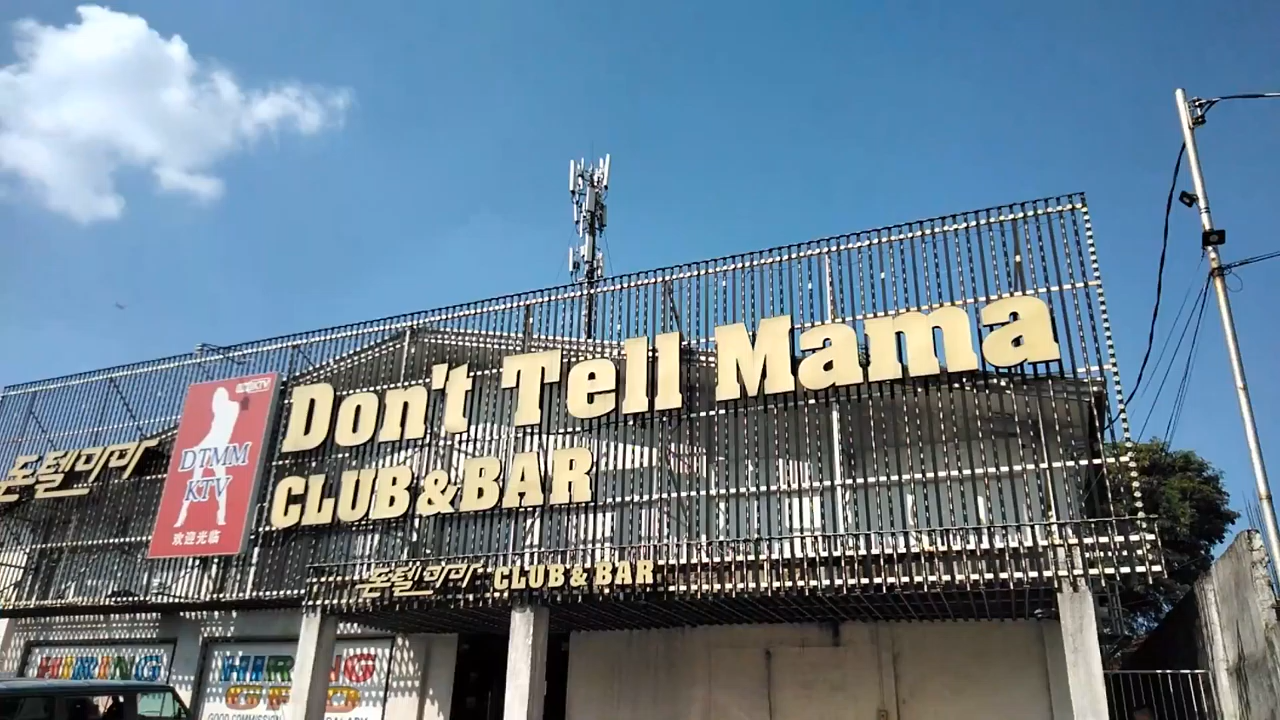 Don't Tell Mama
CLUB&BAR
돈텔마마
DTMM
KTV
欢迎光临
돈텔마마 CLUB & BAR
HIRING
HIRING
GOOD COMMISSION